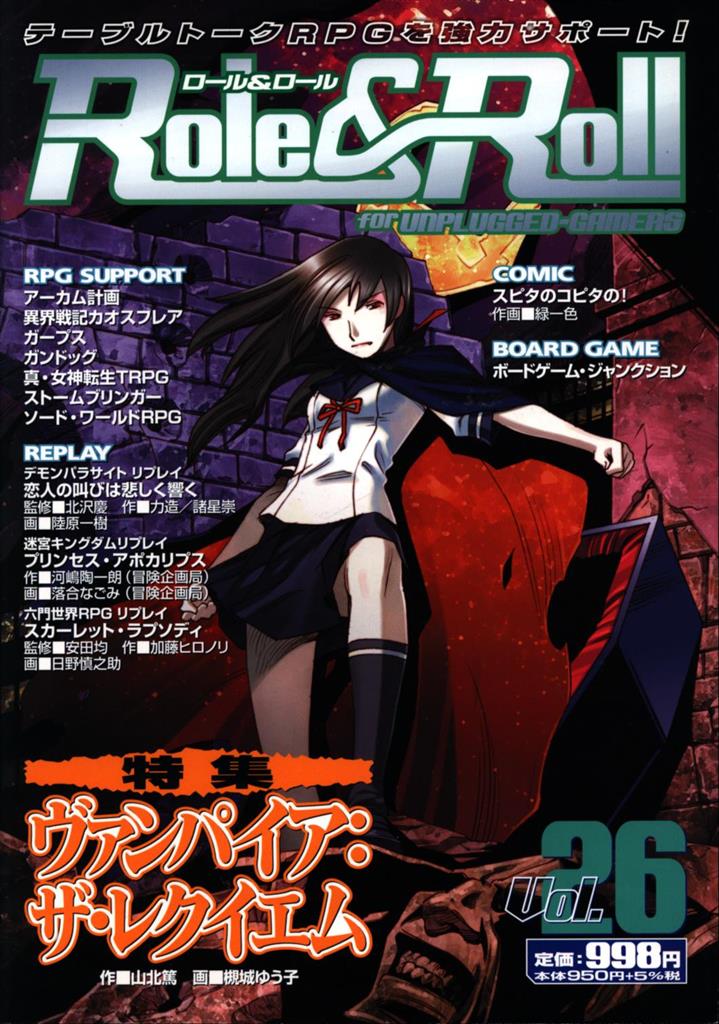 テーブルトークRPGを強力サポート!
ロール&ロール
Role&Roll
for UNPLUGGED-GAMERS
RPG SUPPORT
アーカム計画
異界戦記カオスフレア
ガープス
ガンドッグ
真・女神転生TRPG
ストームブリンガー
ソード・ワールドRPG
REPLAY
デモンパラサイト リプレイ
恋人の叫びは悲しく響く
監修■北沢慶 作■力造/諸星崇
画■陸原一樹
迷宮キングダムリプレイ
プリンセス・アポカリプス
作■河嶋陶一朗(冒険企画局)
画■落合なごみ(冒険企画局)
六門世界RPG リプレイ
スカーレット・ラプソディ
監修■安田均 作■加藤ヒロノリ
画■日野慎之助
COMIC
スピタのコピタの!
作画■緑一色
BOARD GAME
ボードゲーム・ジャンクション
特集
ヴァンパイア:
ザ・レクイエム
作■山北篤 画■槻城ゆう子
Vol.26
定価:998円
本体950円+5%税